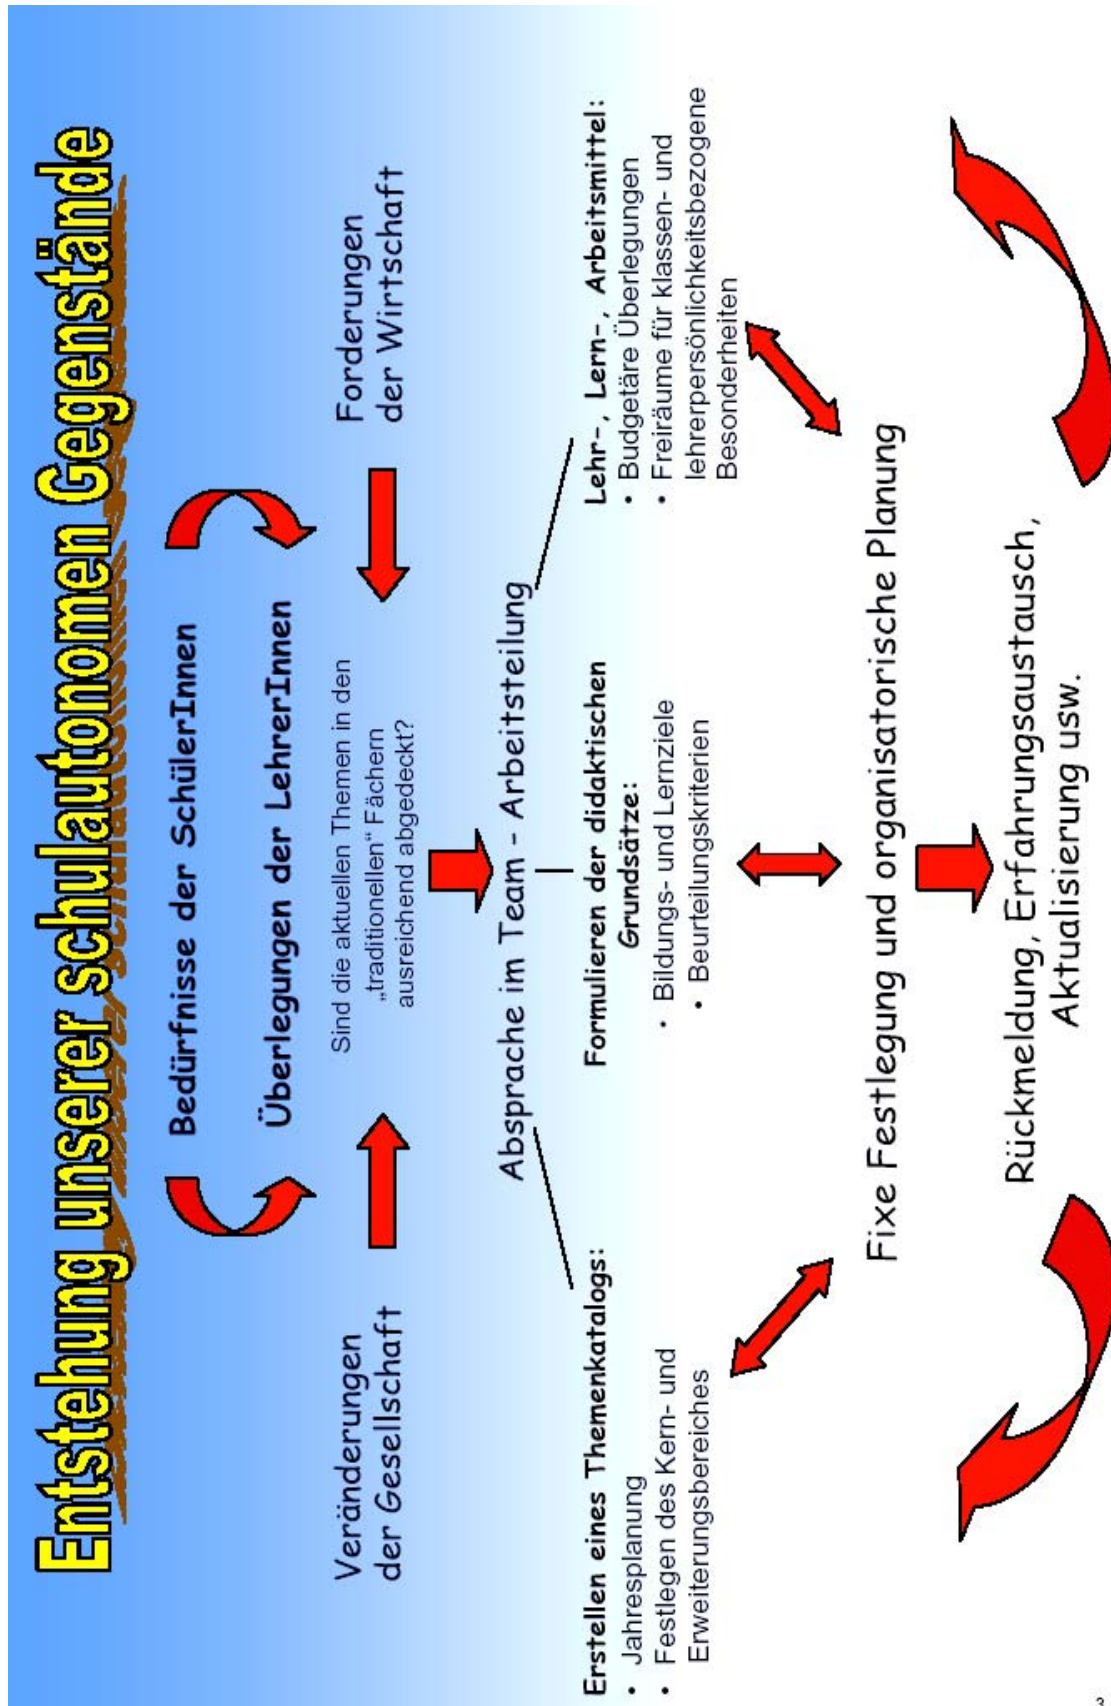 Entstehung unserer schulautonomen Gegenstände
Bedürfnisse der SchülerInnen
Überlegungen der LehrerInnen
Veränderungen
der Gesellschaft
Sind die aktuellen Themen in den
„traditionellen“ Fächern
ausreichend abgedeckt?
Forderungen
der Wirtschaft
Absprache im Team - Arbeitsteilung
Erstellen eines Themenkatalogs:
• Jahresplanung
• Festlegen des Kern- und
Erweiterungsbereiches
Formulieren der didaktischen
Grundsätze:
• Bildungs- und Lernziele
• Beurteilungskriterien
Lehr-, Lern-, Arbeitsmittel:
• Budgetäre Überlegungen
• Freiräume für klassen- und
lehrerpersönlichkeitsbezogene
Besonderheiten
Fixe Festlegung und organisatorische Planung
Rückmeldung, Erfahrungsaustausch,
Aktualisierung usw.
3